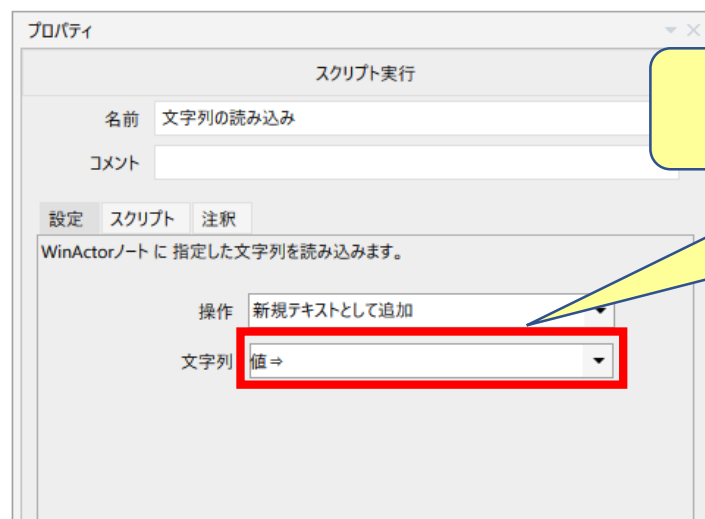 プロパティ
スクリプト実行
名前 文字列の読み込み
コメント
設定 スクリプト 注釈
WinActorノート に 指定した文字列を読み込みます。
操作 新規テキストとして追加
文字列 値⇒